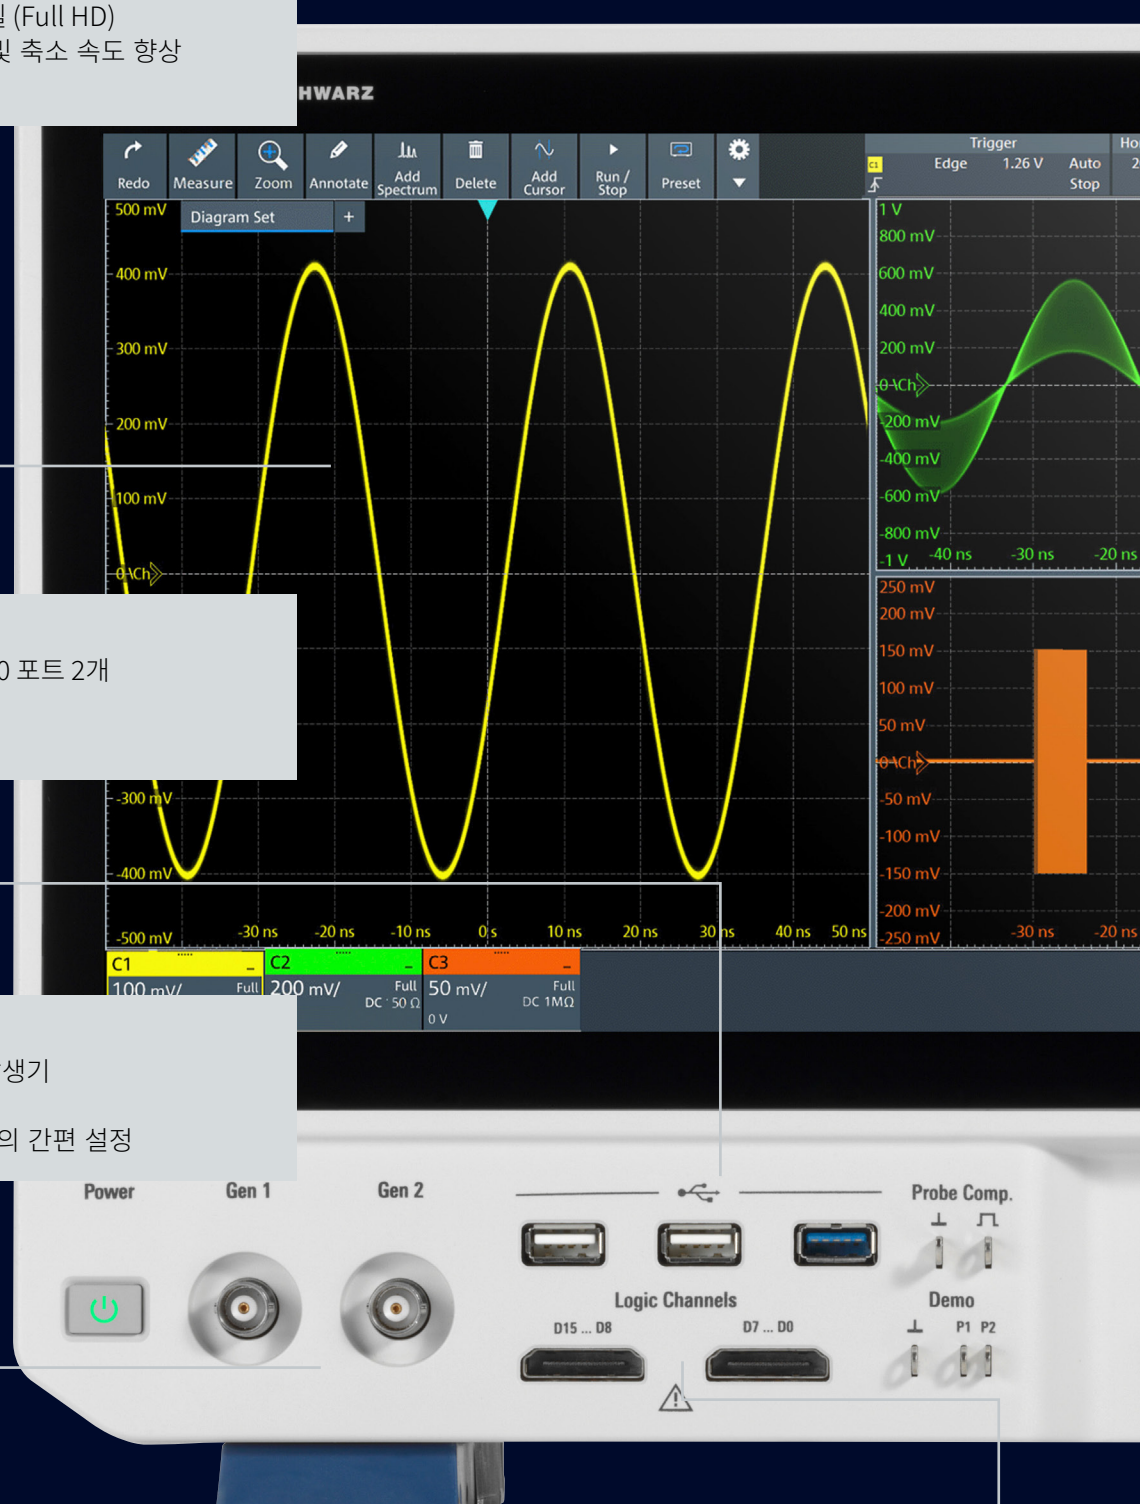 (Full HD)
및 축소 속도 향상
HWARZ
Redo
Measure
Zoom
Annotate
Add Spectrum
Delete
Add Cursor
Run / Stop
Preset
Trigger
C1
Edge
1.26 V
Auto
Stop
Diagram Set
+
500 mV
400 mV
300 mV
200 mV
100 mV
-300 mV
-400 mV
-500 mV
-30 ns
-20 ns
-10 ns
0 s
10 ns
20 ns
30 ns
40 ns
50 ns
1 V
800 mV
600 mV
400 mV
200 mV
-200 mV
-400 mV
-600 mV
-800 mV
-1 V
-40 ns
-30 ns
-20 ns
250 mV
200 mV
150 mV
100 mV
50 mV
-50 mV
-100 mV
-150 mV
-200 mV
-250 mV
-30 ns
-20 ns
0 포트 2개
C1
100 mV/
Full
C2
200 mV/
Full
DC 50 Ω
C3
50 mV/
Full
DC 1MΩ
0 V
생기
의 간편 설정
Power
Gen 1
Gen 2
Probe Comp.
Logic Channels
D15 ... D8
D7 ... D0
Demo
P1 P2